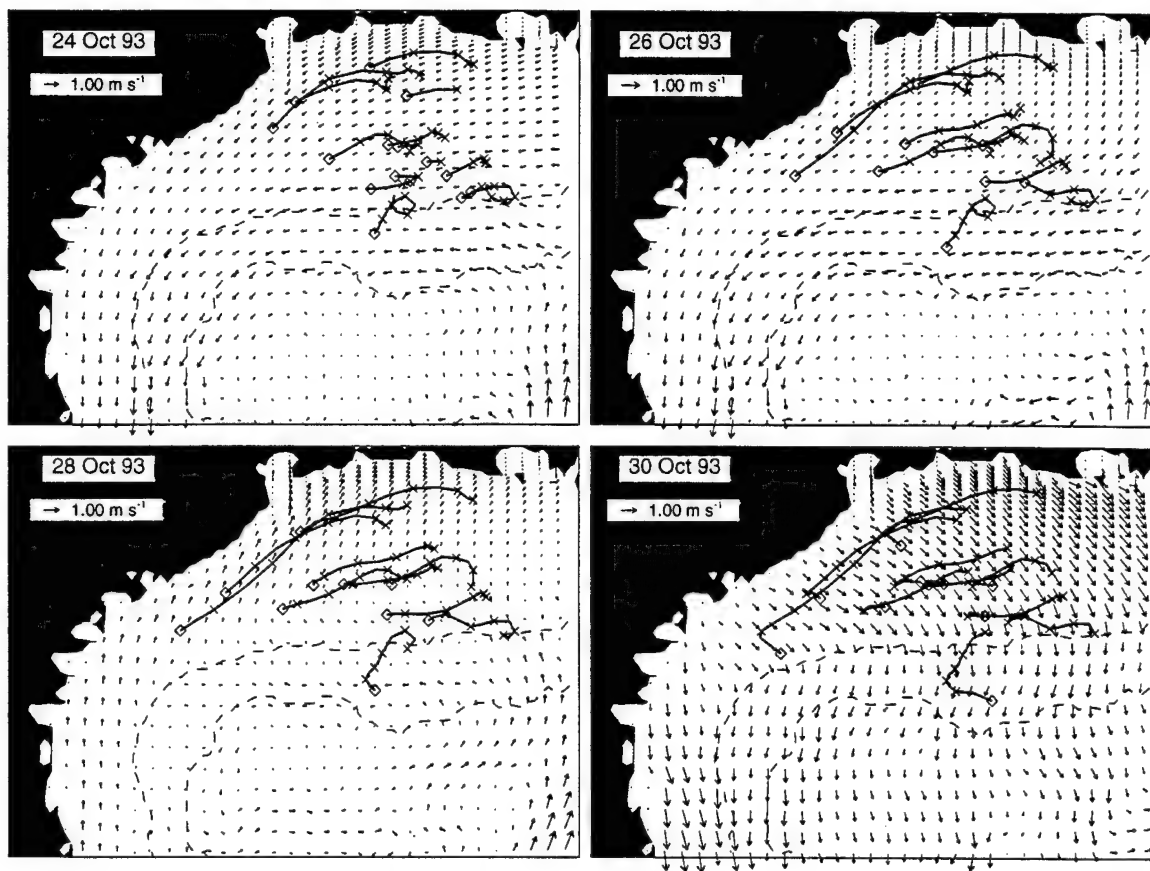 24 Oct 93
→ 1.00 m s⁻¹
26 Oct 93
→ 1.00 m s⁻¹
28 Oct 93
→ 1.00 m s⁻¹
30 Oct 93
→ 1.00 m s⁻¹